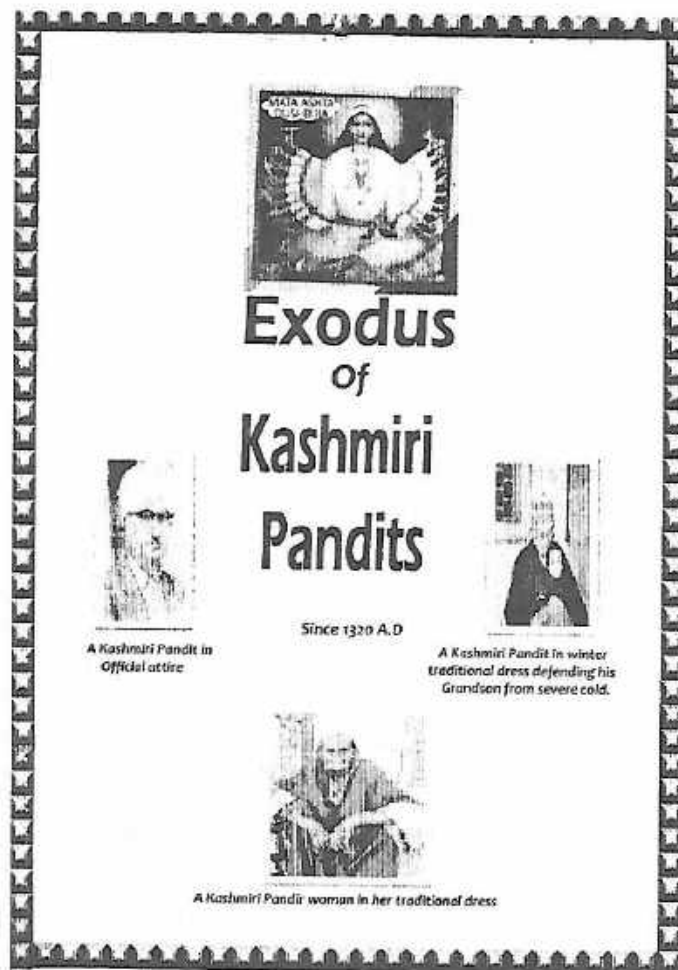 MATA ASHTA
Exodus
Of
Kashmiri
Pandits
Since 1320 A.D
A Kashmiri Pandit in
Official attire
A Kashmiri Pandit in winter
traditional dress defending his
Grandson from severe cold.
A Kashmiri Pandir woman in her traditional dress